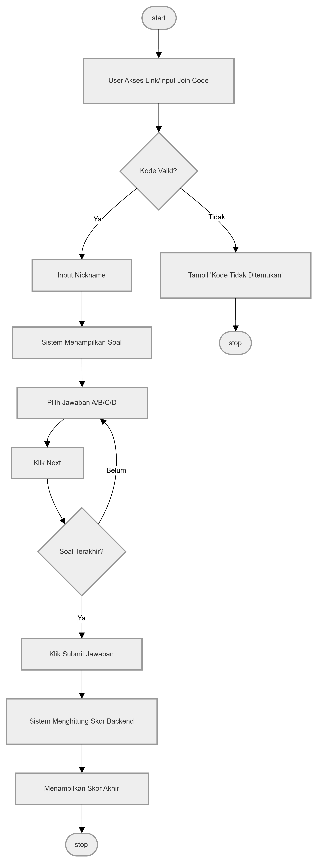 start
User Akses Link/Input Join Code
Kode Valid?
Ya
Tidak
Input Nickname
Tampil 'Kode Tidak Ditemukan'
Sistem Menampilkan Soal
stop
Pilih Jawaban A/B/C/D
Klik Next
Belum
Soal Terakhir?
Ya
Klik Submit Jawaban
Sistem Menghitung Skor Backend
Menampilkan Skor Akhir
stop